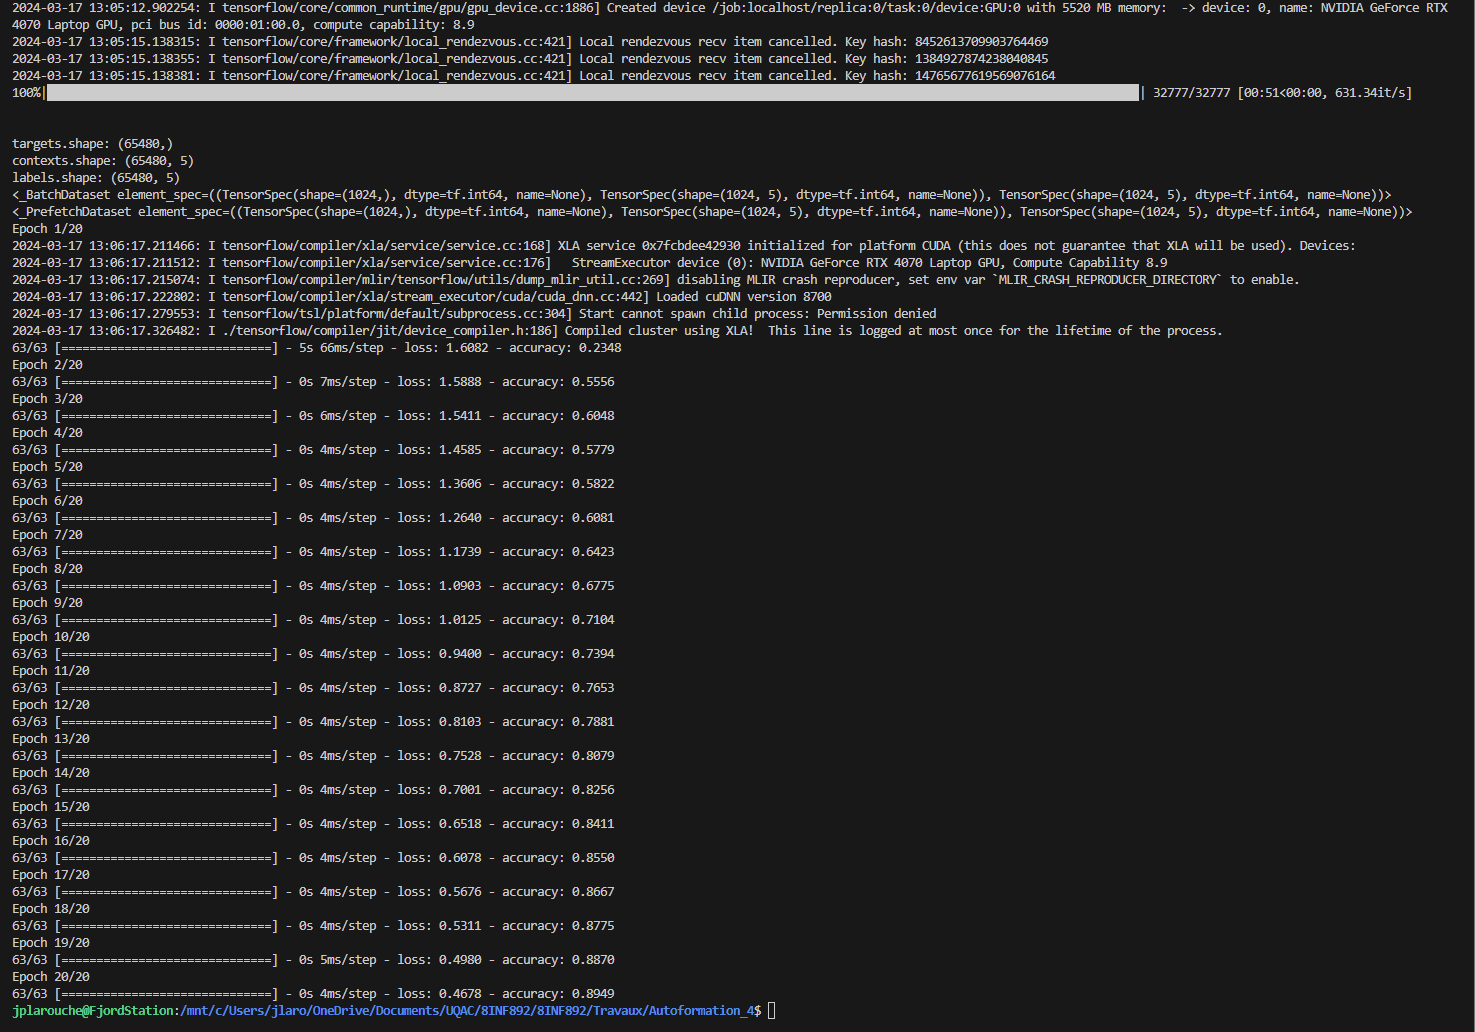 2024-03-17 13:05:12.902254: I tensorflow/core/common_runtime/gpu/gpu_device.cc:1886] Created device /job:localhost/replica:0/task:0/device:GPU:0 with 5520 MB memory:  -> device: 0, name: NVIDIA GeForce RTX
4070 Laptop GPU, pci bus id: 0000:01:00.0, compute capability: 8.9
2024-03-17 13:05:15.138315: I tensorflow/core/framework/local_rendezvous.cc:421] Local rendezvous recv item cancelled. Key hash: 8452613709903764469
2024-03-17 13:05:15.138355: I tensorflow/core/framework/local_rendezvous.cc:421] Local rendezvous recv item cancelled. Key hash: 1384927874238040845
2024-03-17 13:05:15.138381: I tensorflow/core/framework/local_rendezvous.cc:421] Local rendezvous recv item cancelled. Key hash: 14765677619569076164
100%| | 32777/32777 [00:51<00:00, 631.34it/s]
targets.shape: (65480,)
contexts.shape: (65480, 5)
labels.shape: (65480, 5)
<_BatchDataset element_spec=((TensorSpec(shape=(1024,), dtype=tf.int64, name=None), TensorSpec(shape=(1024, 5), dtype=tf.int64, name=None)), TensorSpec(shape=(1024, 5), dtype=tf.int64, name=None))>
<_PrefetchDataset element_spec=((TensorSpec(shape=(1024,), dtype=tf.int64, name=None), TensorSpec(shape=(1024, 5), dtype=tf.int64, name=None)), TensorSpec(shape=(1024, 5), dtype=tf.int64, name=None))>
Epoch 1/20
2024-03-17 13:06:17.211466: I tensorflow/compiler/xla/service/service.cc:168] XLA service 0x7fcbdee42930 initialized for platform CUDA (this does not guarantee that XLA will be used). Devices:
2024-03-17 13:06:17.211512: I tensorflow/compiler/xla/service/service.cc:176]   StreamExecutor device (0): NVIDIA GeForce RTX 4070 Laptop GPU, Compute Capability 8.9
2024-03-17 13:06:17.215074: I tensorflow/compiler/mlir/tensorflow/utils/dump_mlir_util.cc:269] disabling MLIR crash reproducer, set env var `MLIR_CRASH_REPRODUCER_DIRECTORY` to enable.
2024-03-17 13:06:17.222802: I tensorflow/compiler/xla/stream_executor/cuda/cuda_dnn.cc:442] Loaded cuDNN version 8700
2024-03-17 13:06:17.279553: I tensorflow/tsl/platform/default/subprocess.cc:304] Start cannot spawn child process: Permission denied
2024-03-17 13:06:17.326482: I ./tensorflow/compiler/jit/device_compiler.h:186] Compiled cluster using XLA!  This line is logged at most once for the lifetime of the process.
63/63 [==============================] - 5s 66ms/step - loss: 1.6082 - accuracy: 0.2348
Epoch 2/20
63/63 [==============================] - 0s 7ms/step - loss: 1.5888 - accuracy: 0.5556
Epoch 3/20
63/63 [==============================] - 0s 6ms/step - loss: 1.5411 - accuracy: 0.6048
Epoch 4/20
63/63 [==============================] - 0s 4ms/step - loss: 1.4585 - accuracy: 0.5779
Epoch 5/20
63/63 [==============================] - 0s 4ms/step - loss: 1.3606 - accuracy: 0.5822
Epoch 6/20
63/63 [==============================] - 0s 4ms/step - loss: 1.2640 - accuracy: 0.6081
Epoch 7/20
63/63 [==============================] - 0s 4ms/step - loss: 1.1739 - accuracy: 0.6423
Epoch 8/20
63/63 [==============================] - 0s 4ms/step - loss: 1.0903 - accuracy: 0.6775
Epoch 9/20
63/63 [==============================] - 0s 4ms/step - loss: 1.0125 - accuracy: 0.7104
Epoch 10/20
63/63 [==============================] - 0s 4ms/step - loss: 0.9400 - accuracy: 0.7394
Epoch 11/20
63/63 [==============================] - 0s 4ms/step - loss: 0.8727 - accuracy: 0.7653
Epoch 12/20
63/63 [==============================] - 0s 4ms/step - loss: 0.8103 - accuracy: 0.7881
Epoch 13/20
63/63 [==============================] - 0s 4ms/step - loss: 0.7528 - accuracy: 0.8079
Epoch 14/20
63/63 [==============================] - 0s 4ms/step - loss: 0.7001 - accuracy: 0.8256
Epoch 15/20
63/63 [==============================] - 0s 4ms/step - loss: 0.6518 - accuracy: 0.8411
Epoch 16/20
63/63 [==============================] - 0s 4ms/step - loss: 0.6078 - accuracy: 0.8550
Epoch 17/20
63/63 [==============================] - 0s 4ms/step - loss: 0.5676 - accuracy: 0.8667
Epoch 18/20
63/63 [==============================] - 0s 4ms/step - loss: 0.5311 - accuracy: 0.8775
Epoch 19/20
63/63 [==============================] - 0s 5ms/step - loss: 0.4980 - accuracy: 0.8870
Epoch 20/20
63/63 [==============================] - 0s 4ms/step - loss: 0.4678 - accuracy: 0.8949
jplarouche@FjordStation:/mnt/c/Users/jlaro/OneDrive/Documents/UQAC/8INF892/8INF892/Travaux/Autoformation_4$